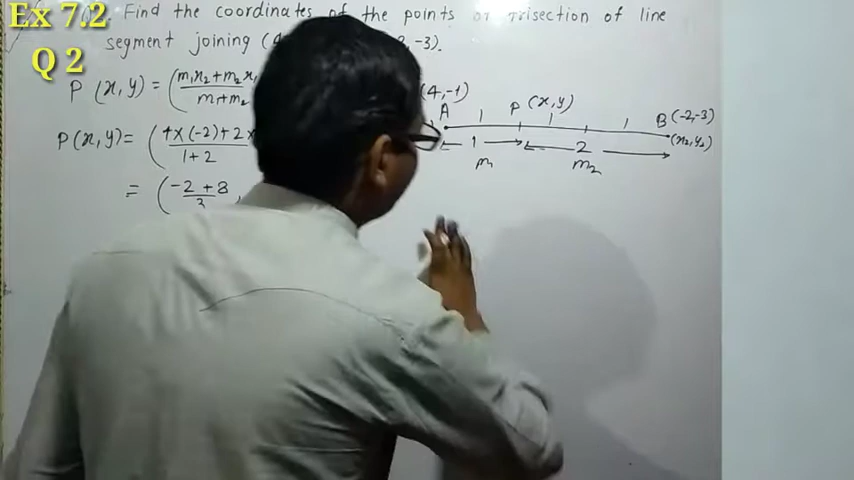 Ex 7.2
Q 2
Find the coordinates of the points of trisection of line
segment joining (4, -3).
P (x, y) = (m₁x₂+m₂x₁
m₁+m₂
P(x, y) = (1×(-2)+2×
1+2
= (-2+8,
3
(4,-1)
A 1 P (x, y) 1 1 B (-2,-3)
(x₂, y₂)
1 2
m₁ m₂